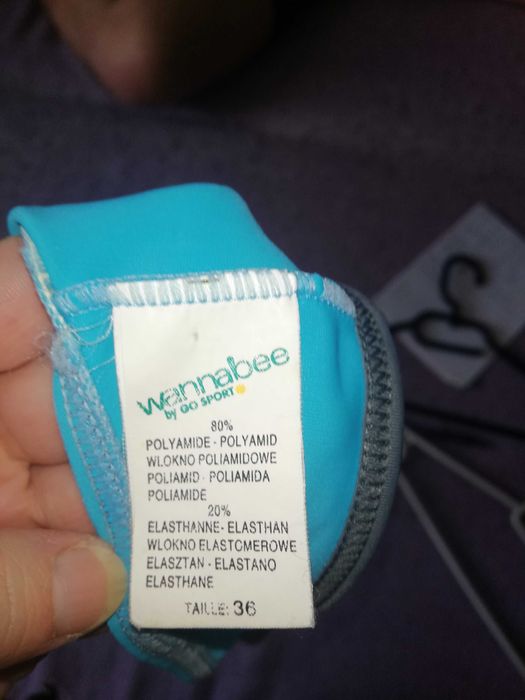 wannabee
by GO SPORT
80%
POLYAMIDE - POLYAMID
WLOKNO POLIAMIDOWE
POLIAMID - POLIAMIDA
POLIAMIDE
20%
ELASTHANNE - ELASTHAN
WLOKNO ELASTOMEROWE
ELASZTAN - ELASTANO
ELASTHANE
TAILLE: 36